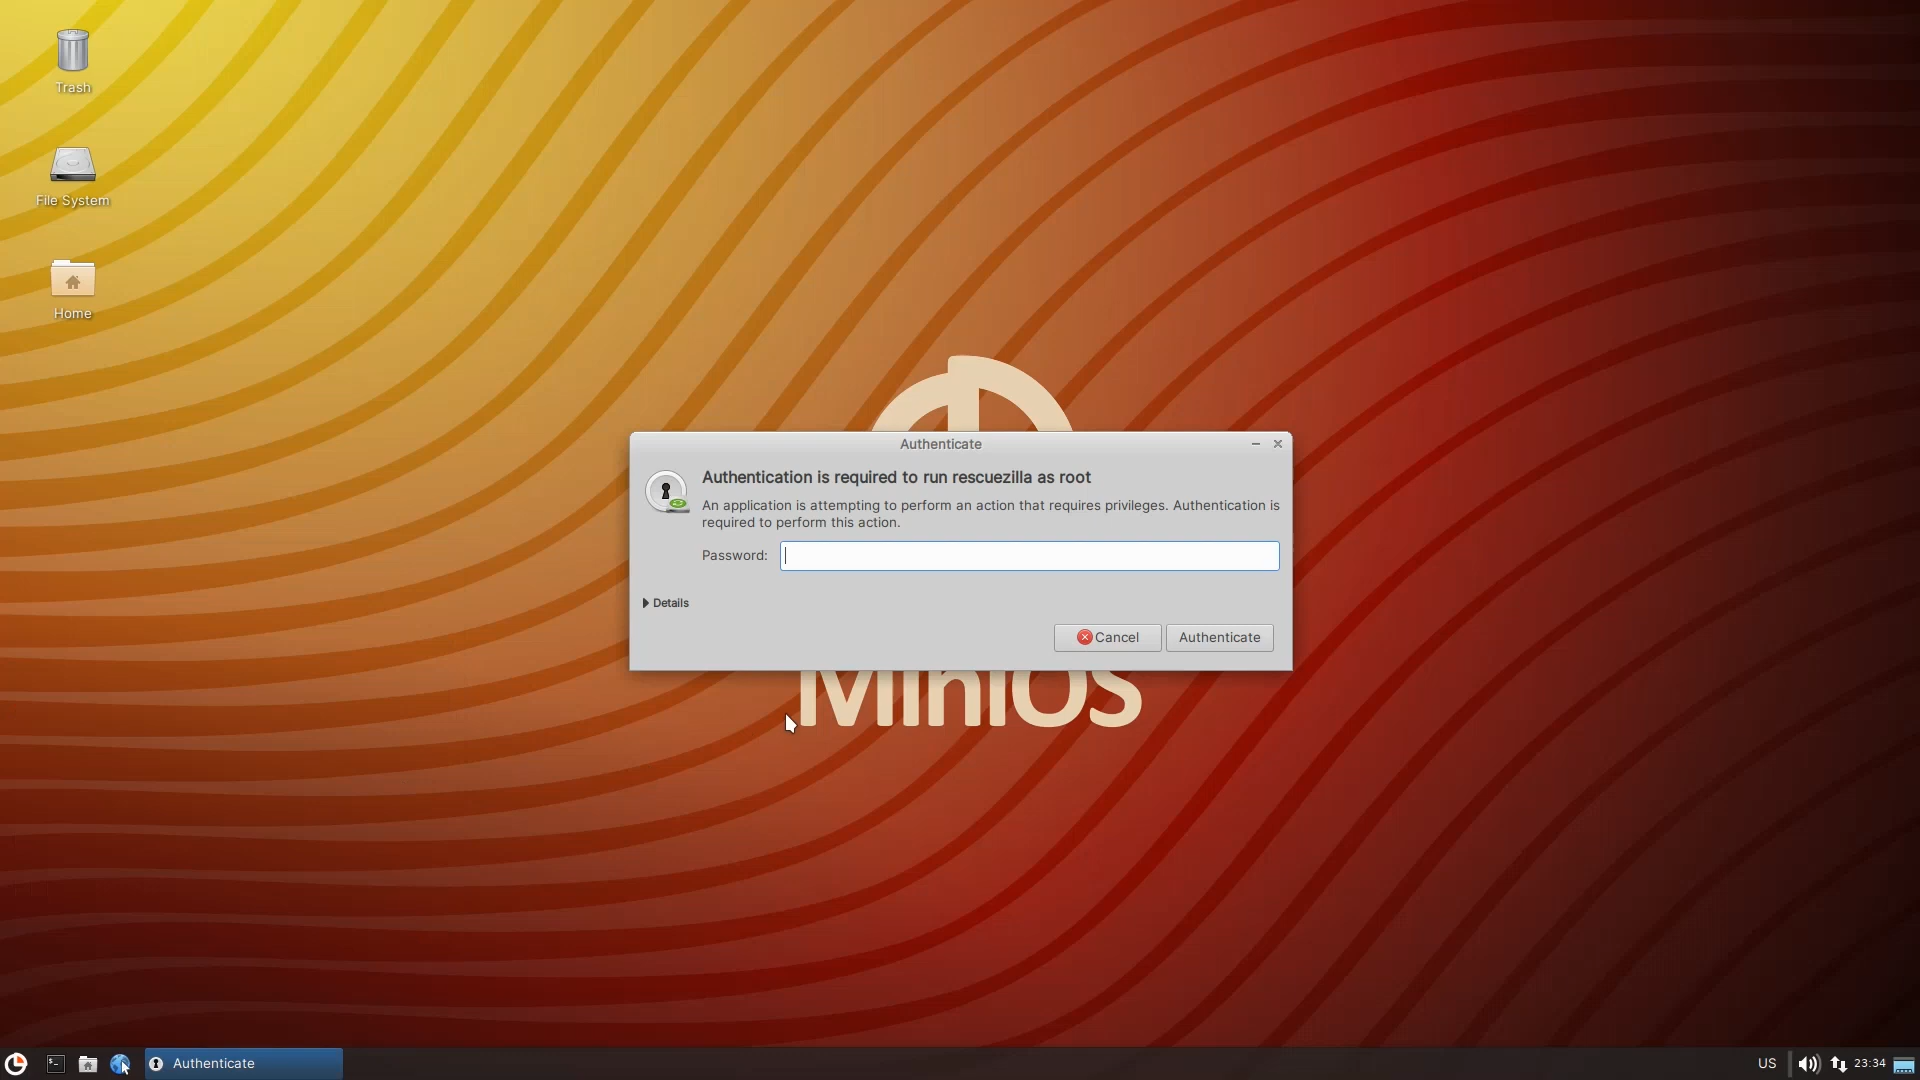 Trash
File System
Home
Authenticate
Authentication is required to run rescuezilla as root
An application is attempting to perform an action that requires privileges. Authentication is
required to perform this action.
Password:
Details
Cancel
Authenticate
MiniOS
Authenticate
US
23:34